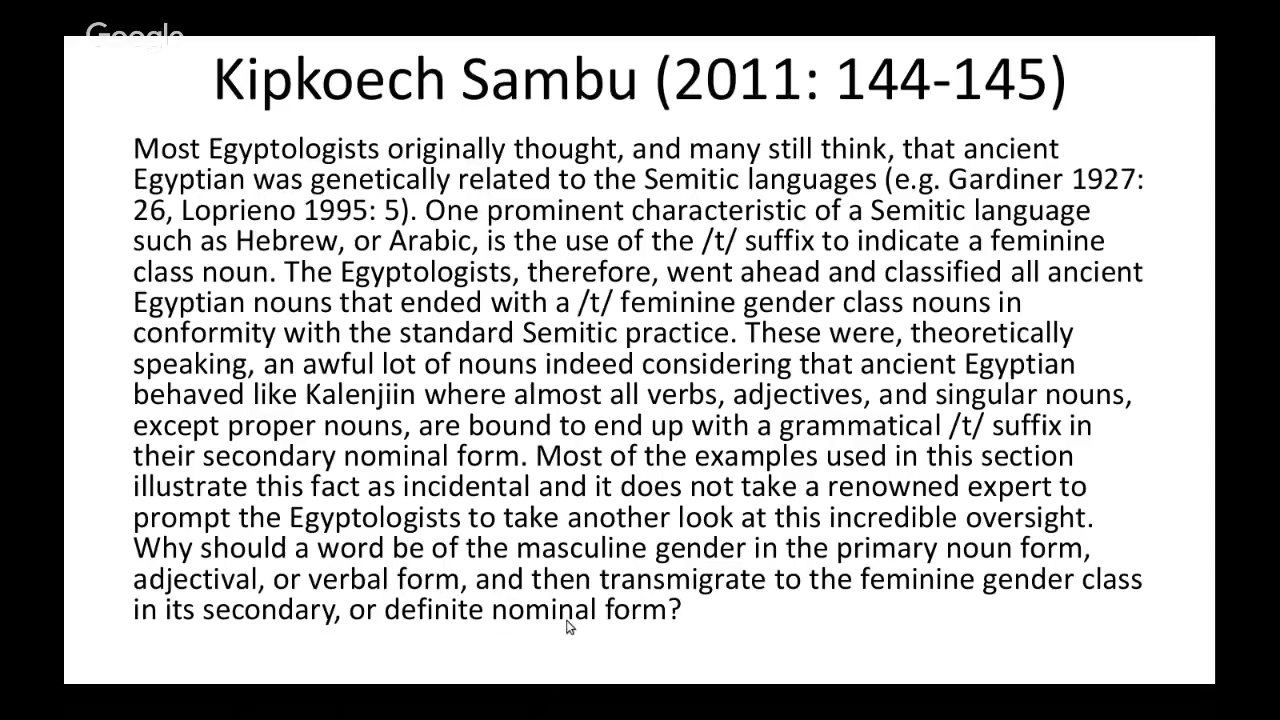 Google
Kipkoech Sambu (2011: 144-145)
Most Egyptologists originally thought, and many still think, that ancient
Egyptian was genetically related to the Semitic languages (e.g. Gardiner 1927:
26, Loprieno 1995: 5). One prominent characteristic of a Semitic language
such as Hebrew, or Arabic, is the use of the /t/ suffix to indicate a feminine
class noun. The Egyptologists, therefore, went ahead and classified all ancient
Egyptian nouns that ended with a /t/ feminine gender class nouns in
conformity with the standard Semitic practice. These were, theoretically
speaking, an awful lot of nouns indeed considering that ancient Egyptian
behaved like Kalenjiin where almost all verbs, adjectives, and singular nouns,
except proper nouns, are bound to end up with a grammatical /t/ suffix in
their secondary nominal form. Most of the examples used in this section
illustrate this fact as incidental and it does not take a renowned expert to
prompt the Egyptologists to take another look at this incredible oversight.
Why should a word be of the masculine gender in the primary noun form,
adjectival, or verbal form, and then transmigrate to the feminine gender class
in its secondary, or definite nominal form?